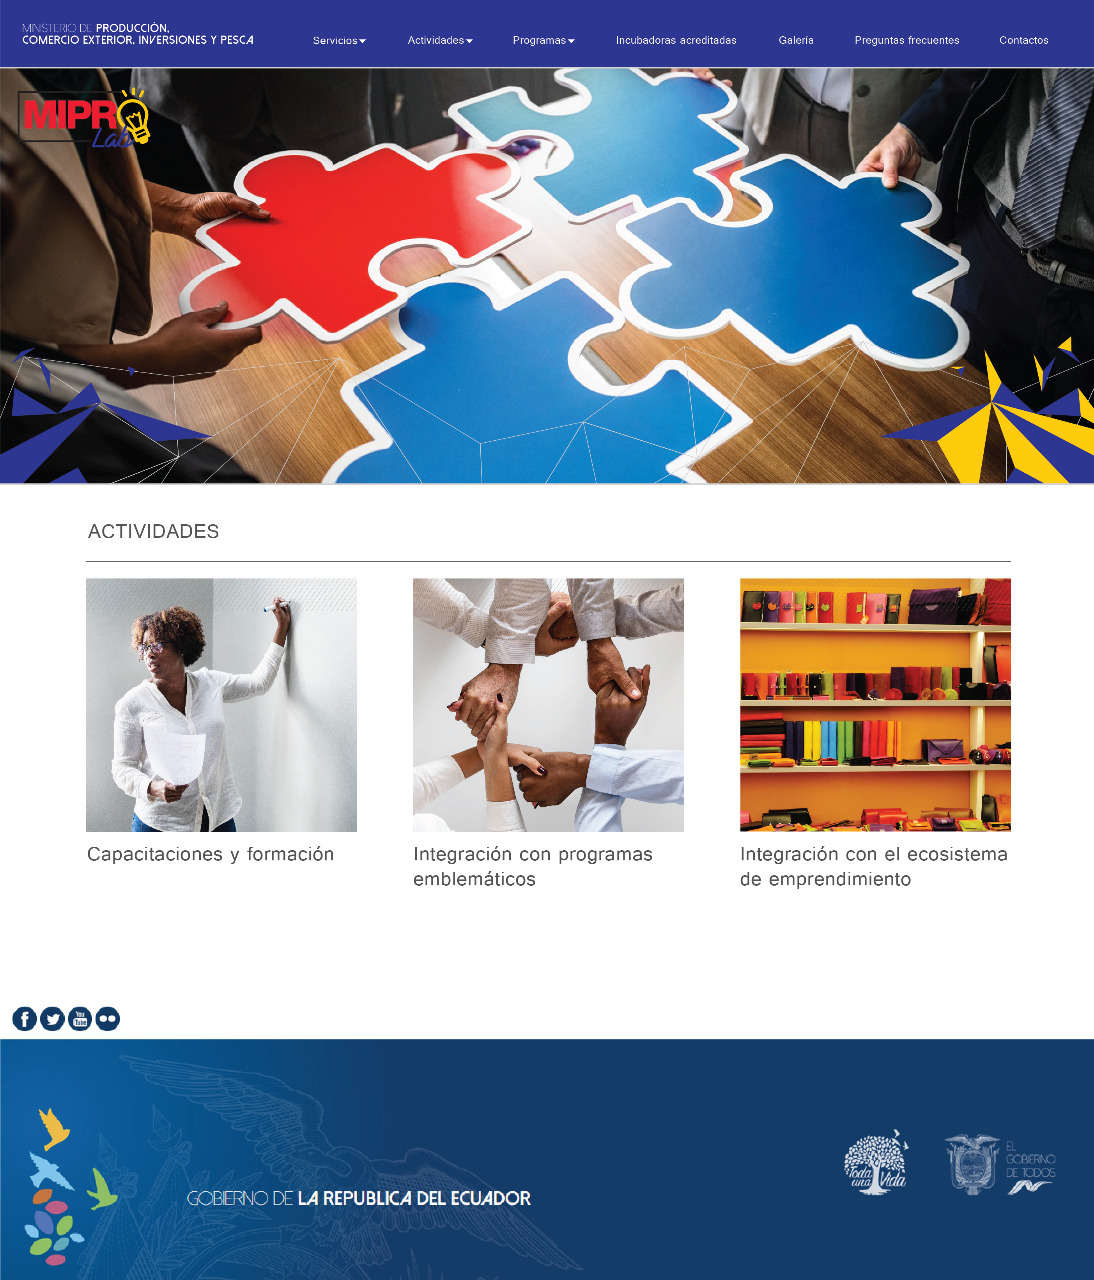 MINISTERIO DE PRODUCCIÓN,
COMERCIO EXTERIOR, INVERSIONES Y PESCA
Servicios Actividades Programas Incubadoras acreditadas Galería Preguntas frecuentes Contactos
MIPRO
Lab
ACTIVIDADES
Capacitaciones y formación
Integración con programas
emblemáticos
Integración con el ecosistema
de emprendimiento
You
Tube
GOBIERNO DE LA REPUBLICA DEL ECUADOR
Toda
una Vida
EL
GOBIERNO
DE TODOS